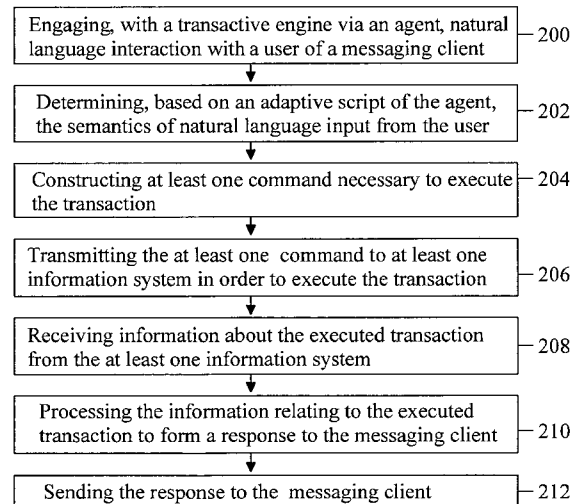 Engaging, with a transactive engine via an agent, natural
language interaction with a user of a messaging client
200
Determining, based on an adaptive script of the agent,
the semantics of natural language input from the user
202
Constructing at least one command necessary to execute
the transaction
204
Transmitting the at least one command to at least one
information system in order to execute the transaction
206
Receiving information about the executed transaction
from the at least one information system
208
Processing the information relating to the executed
transaction to form a response to the messaging client
210
Sending the response to the messaging client
212